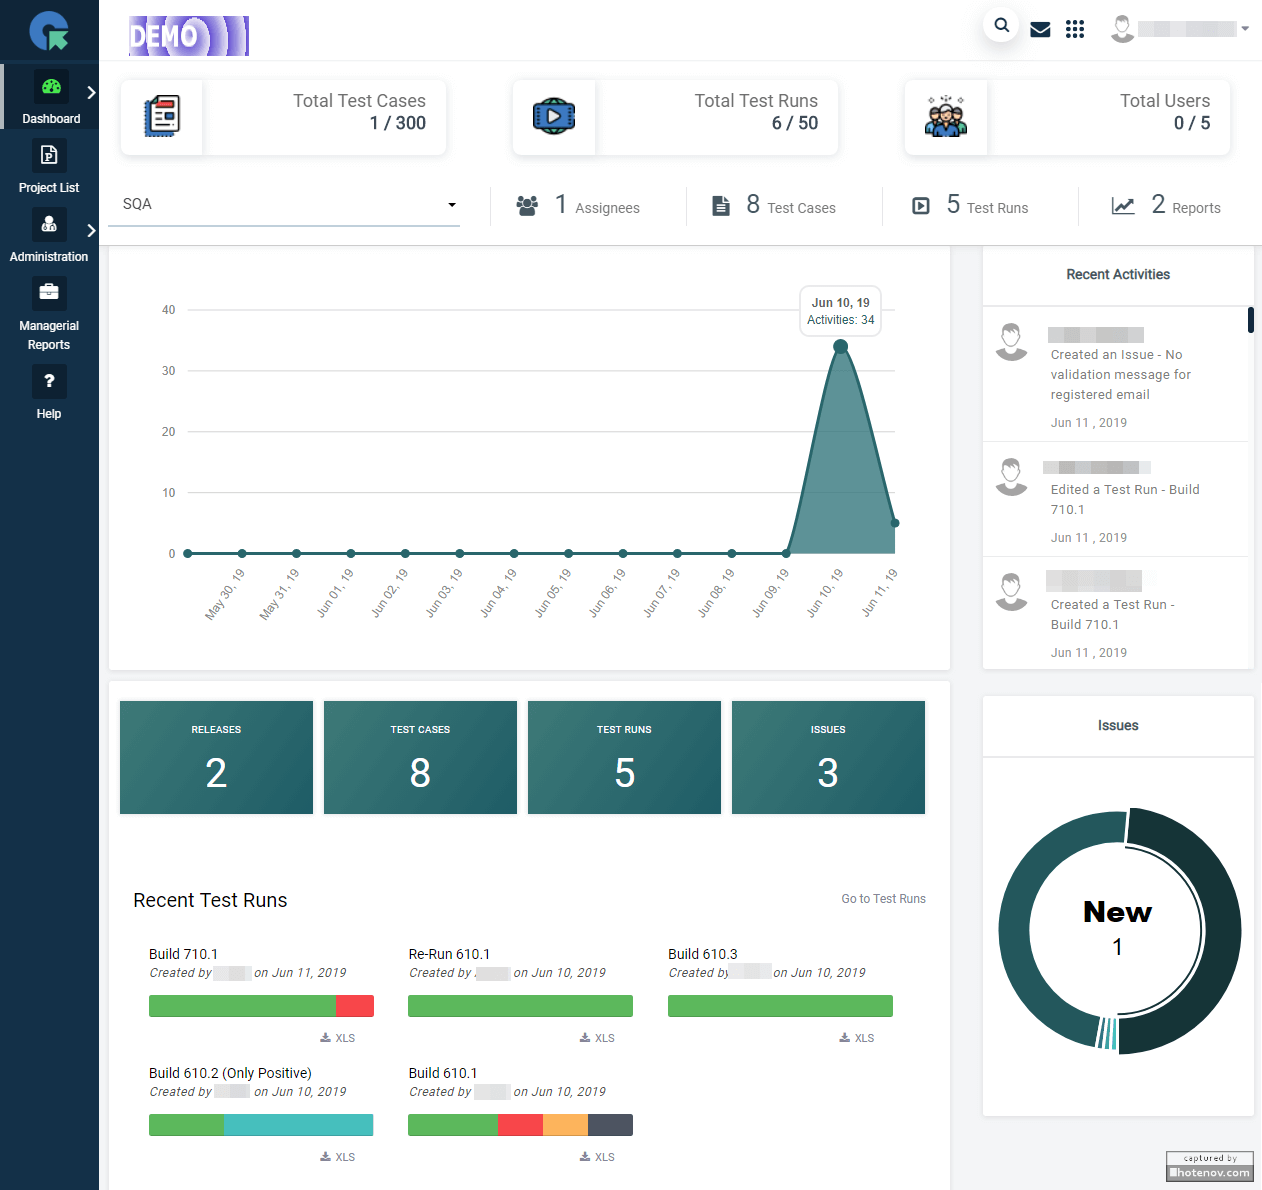 DEMO
Dashboard
Project List
Administration
Managerial
Reports
Help
Total Test Cases
1 / 300
Total Test Runs
6 / 50
Total Users
0 / 5
SQA
1 Assignees
8 Test Cases
5 Test Runs
2 Reports
40
30
20
10
0
Jun 10, 19
Activities: 34
May 30, 19
May 31, 19
Jun 01, 19
Jun 02, 19
Jun 03, 19
Jun 04, 19
Jun 05, 19
Jun 06, 19
Jun 07, 19
Jun 08, 19
Jun 09, 19
Jun 10, 19
Jun 11, 19
Recent Activities
Created an Issue - No
validation message for
registered email
Jun 11 , 2019
Edited a Test Run - Build
710.1
Jun 11 , 2019
Created a Test Run -
Build 710.1
Jun 11 , 2019
RELEASES
2
TEST CASES
8
TEST RUNS
5
ISSUES
3
Recent Test Runs
Go to Test Runs
Build 710.1
Created by on Jun 11, 2019
XLS
Re-Run 610.1
Created by on Jun 10, 2019
XLS
Build 610.3
Created by on Jun 10, 2019
XLS
Build 610.2 (Only Positive)
Created by on Jun 10, 2019
XLS
Build 610.1
Created by on Jun 10, 2019
XLS
Issues
New
1
captured by
hotenov.com